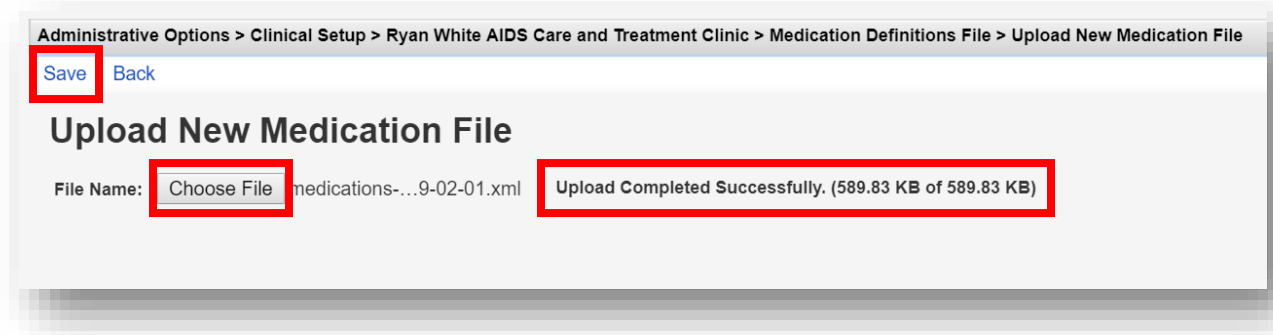 Administrative Options > Clinical Setup > Ryan White AIDS Care and Treatment Clinic > Medication Definitions File > Upload New Medication File
Save Back
Upload New Medication File
File Name: Choose File medications-...9-02-01.xml Upload Completed Successfully. (589.83 KB of 589.83 KB)